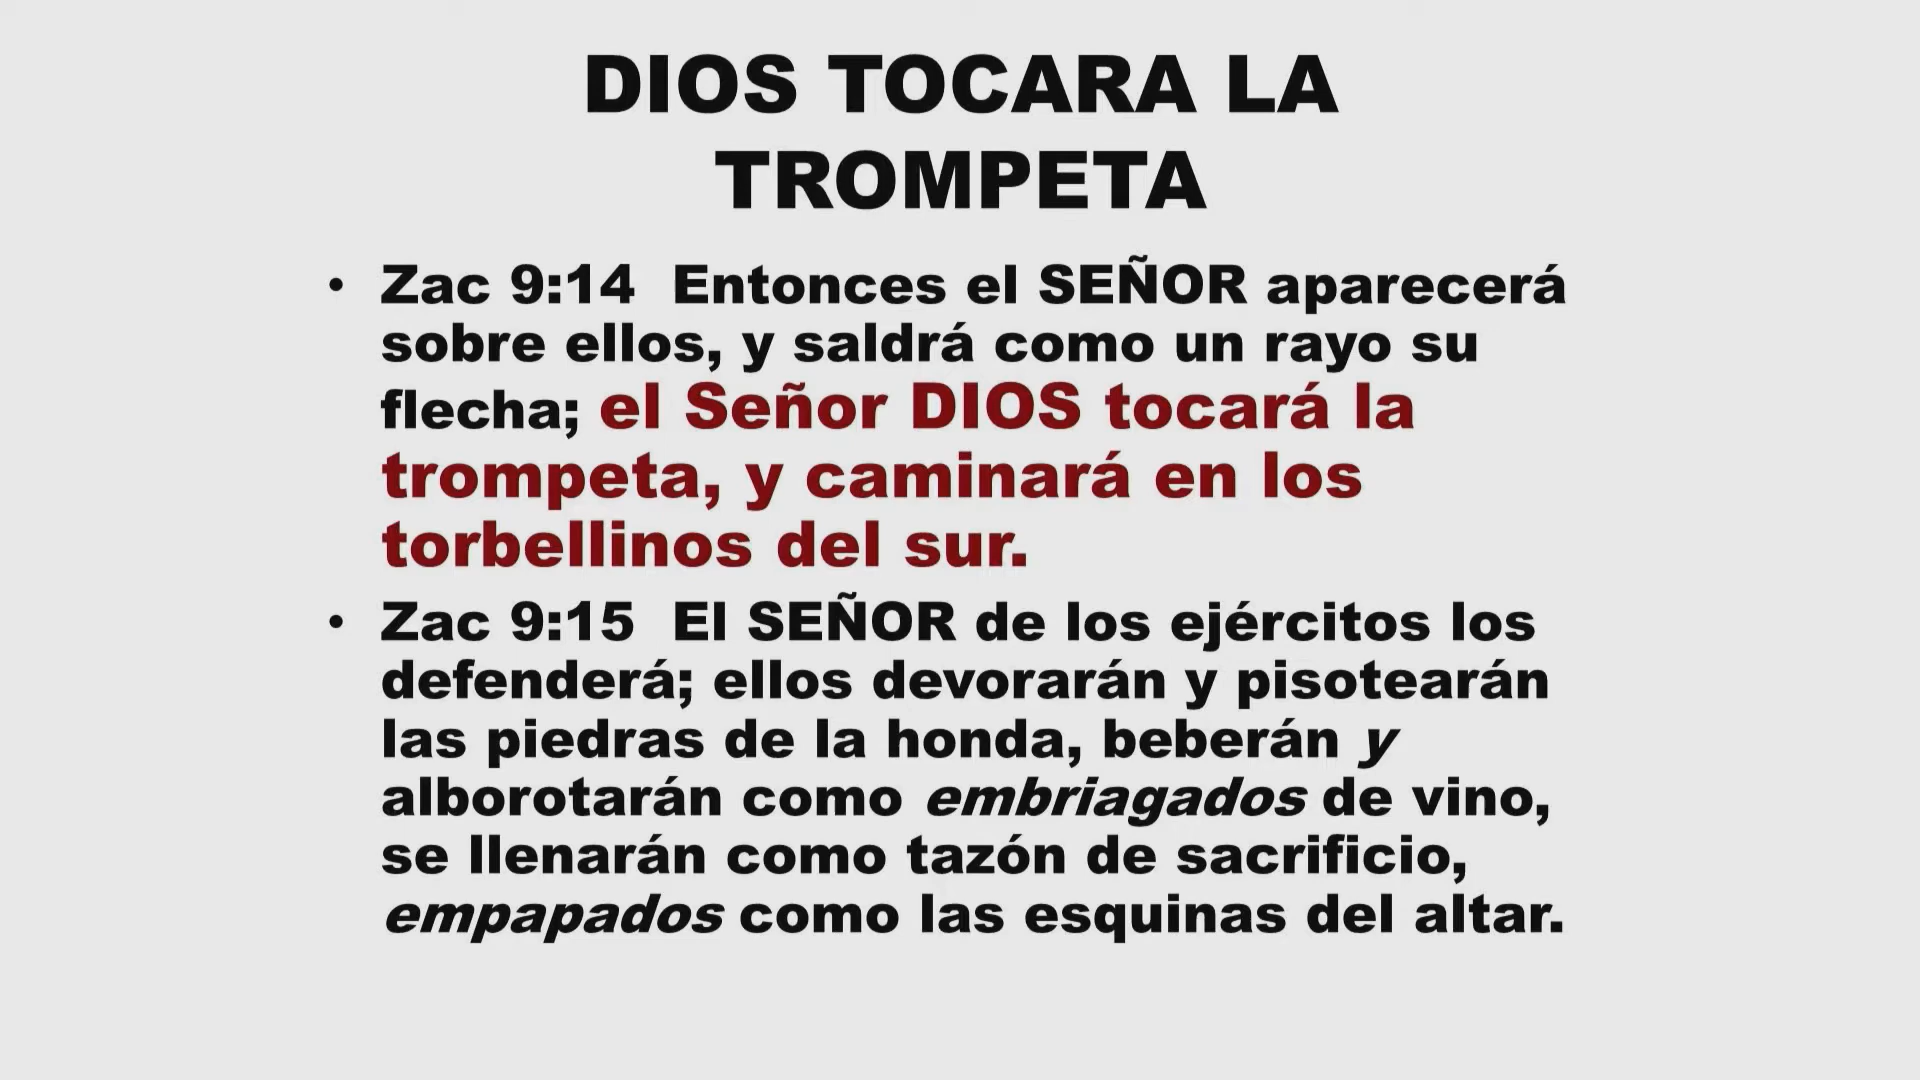 DIOS TOCARA LA
TROMPETA
• Zac 9:14  Entonces el SEÑOR aparecerá
sobre ellos, y saldrá como un rayo su
flecha; el Señor DIOS tocará la
trompeta, y caminará en los
torbellinos del sur.
• Zac 9:15  El SEÑOR de los ejércitos los
defenderá; ellos devorarán y pisotearán
las piedras de la honda, beberán y
alborotarán como embriagados de vino,
se llenarán como tazón de sacrificio,
empapados como las esquinas del altar.